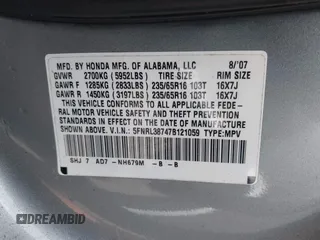 MFD. BY HONDA MFG. OF ALABAMA, LLC 8/'07
GVWR 2700KG (5952LBS) TIRE SIZE RIM SIZE
GAWR F 1285KG (2833LBS) 235/65R16 103T 16X7J
GAWR R 1450KG (3197LBS) 235/65R16 103T 16X7J
THIS VEHICLE CONFORMS TO ALL APPLICABLE FEDE-
RAL MOTOR VEHICLE SAFETY AND THEFT PREVENTION
STANDARDS IN EFFECT ON THE DATE OF MANUFACTURE
SHOWN ABOVE. V.I.N.: 5FNRL38747B121059 TYPE:MPV
SHJ 7 AD7 -NH679M -B -B
DREAMBID